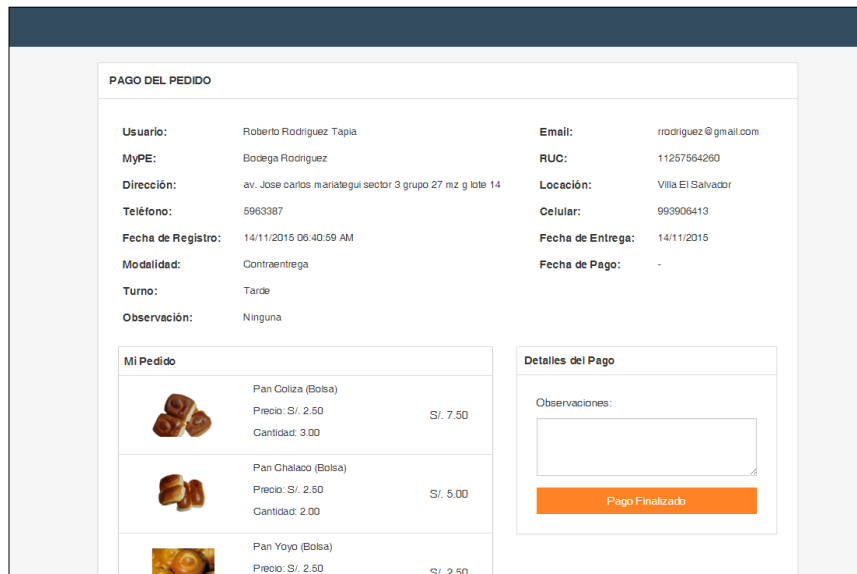 PAGO DEL PEDIDO
Usuario: Roberto Rodriguez Tapia Email: rrodriguez@gmail.com
MyPE: Bodega Rodriguez RUC: 11257564260
Dirección: av. Jose carlos mariategui sector 3 grupo 27 mz g lote 14 Locación: Villa El Salvador
Teléfono: 5963387 Celular: 993906413
Fecha de Registro: 14/11/2015 06:40:59 AM Fecha de Entrega: 14/11/2015
Modalidad: Contraentrega Fecha de Pago: -
Turno: Tarde
Observación: Ninguna
Mi Pedido
Pan Coliza (Bolsa)
Precio: S/. 2.50
S/. 7.50
Cantidad: 3.00
Pan Chalaco (Bolsa)
Precio: S/. 2.50
S/. 5.00
Cantidad: 2.00
Pan Yoyo (Bolsa)
Precio: S/. 2.50
S/. 2.50
Detalles del Pago
Observaciones:
Pago Finalizado